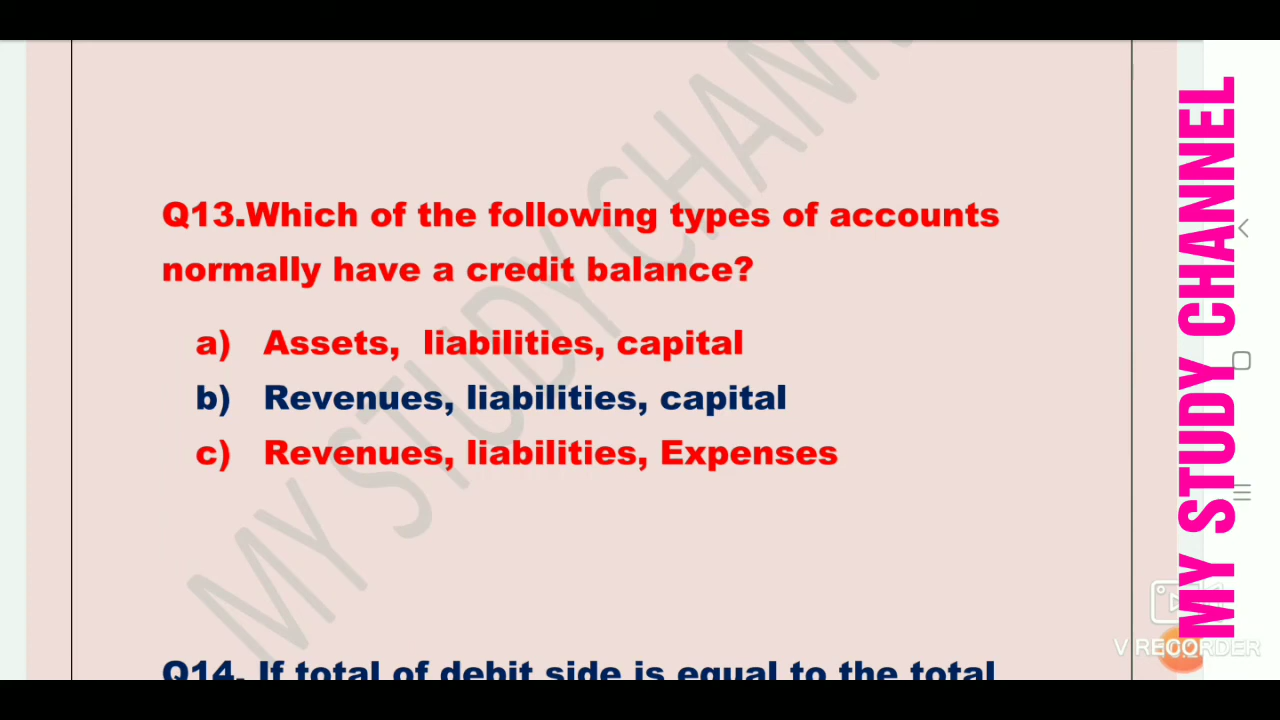 Q13.Which of the following types of accounts
normally have a credit balance?
a) Assets, liabilities, capital
b) Revenues, liabilities, capital
c) Revenues, liabilities, Expenses
Q14. If total of debit side is equal to the total
MY STUDY CHANNEL
MY STUDY CHANNEL
V RECORDER